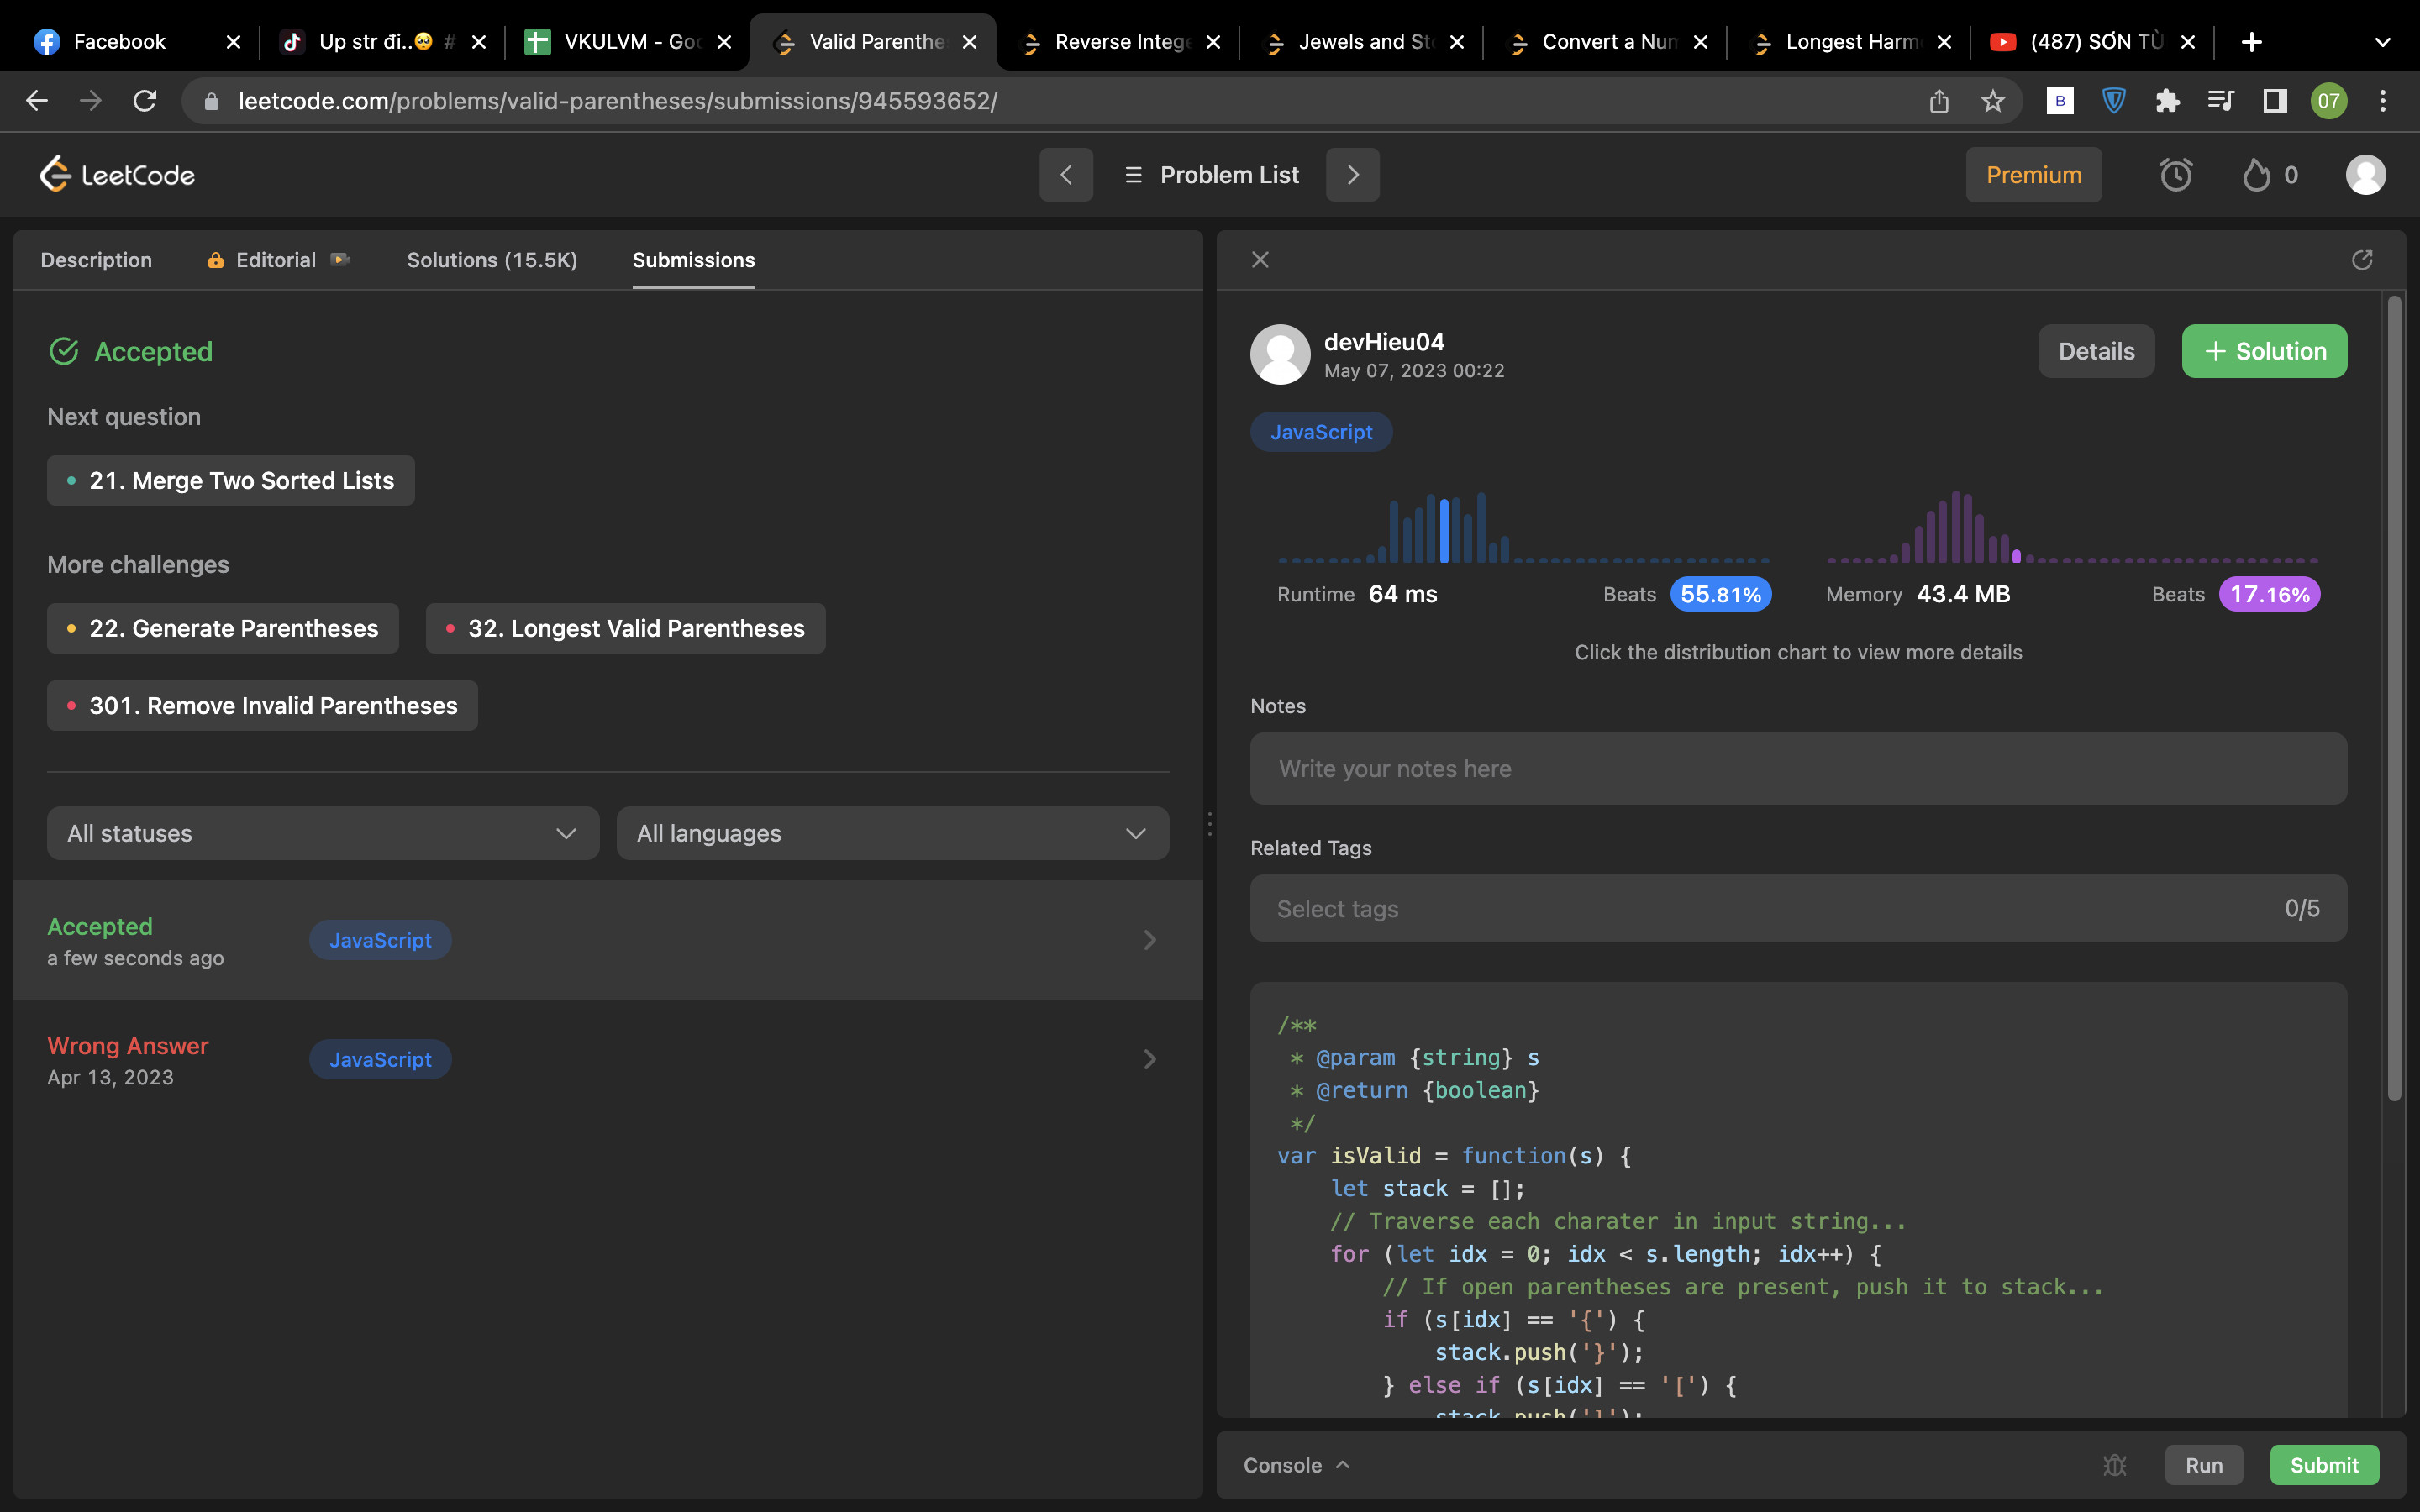 Facebook
Up str đi..🥺 #
VKULVM - Goo
Valid Parenthe
Reverse Intege
Jewels and Sto
Convert a Num
Longest Harm
(487) SƠN TÙ
leetcode.com/problems/valid-parentheses/submissions/945593652/
B
07
LeetCode
Problem List
Premium
0
Description
Editorial
Solutions (15.5K)
Submissions
Accepted
Next question
21. Merge Two Sorted Lists
More challenges
22. Generate Parentheses
32. Longest Valid Parentheses
301. Remove Invalid Parentheses
All statuses
All languages
Accepted
a few seconds ago
JavaScript
Wrong Answer
Apr 13, 2023
JavaScript
devHieu04
May 07, 2023 00:22
Details
+ Solution
JavaScript
Runtime 64 ms
Beats 55.81%
Memory 43.4 MB
Beats 17.16%
Click the distribution chart to view more details
Notes
Write your notes here
Related Tags
Select tags
0/5
/**
 * @param {string} s
 * @return {boolean}
 */
var isValid = function(s) {
    let stack = [];
    // Traverse each charater in input string...
    for (let idx = 0; idx < s.length; idx++) {
        // If open parentheses are present, push it to stack...
        if (s[idx] == '{') {
            stack.push('}');
        } else if (s[idx] == '[') {
            stack.push(']');
Console
Run
Submit